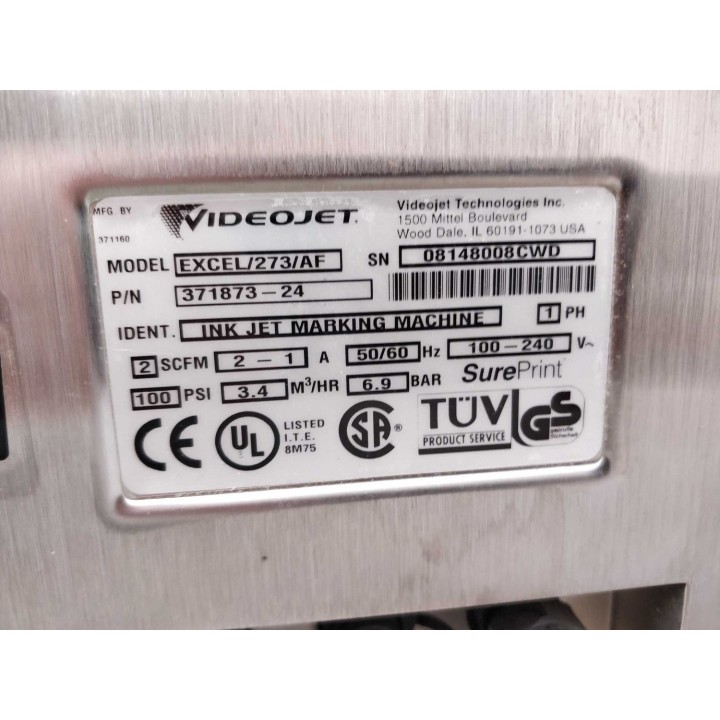 MFG BY
371160
VIDEOJET.
Videojet Technologies Inc.
1500 Mittel Boulevard
Wood Dale, IL 60191-1073 USA
MODEL EXCEL/273/AF SN 08148008CWD
P/N 371873-24
IDENT. INK JET MARKING MACHINE 1 PH
2 SCFM 2 - 1 A 50/60 Hz 100-240 V~
100 PSI 3.4 M³/HR 6.9 BAR SurePrint
CE
UL
LISTED
I.T.E.
8M75
SA
TÜV
PRODUCT SERVICE
GS
geprüfte
Sicherheit